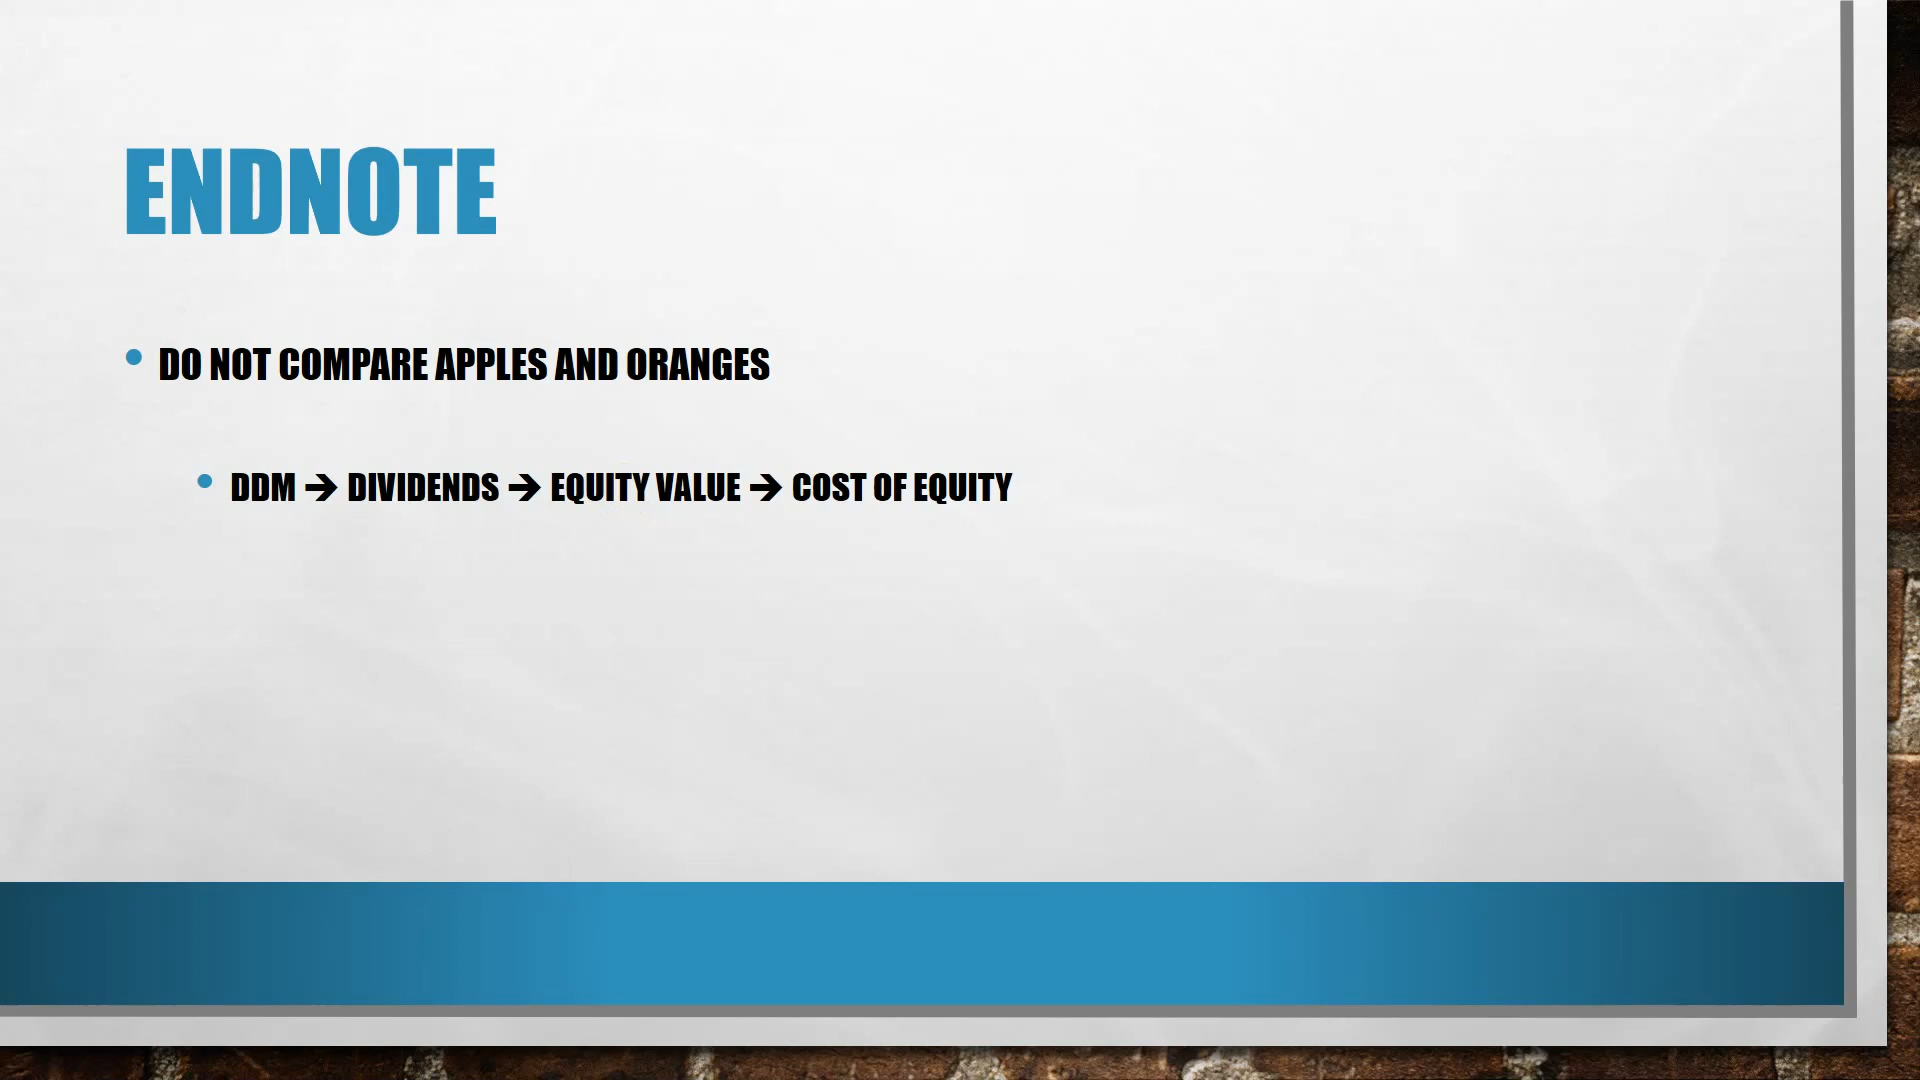 ENDNOTE
• DO NOT COMPARE APPLES AND ORANGES
• DDM → DIVIDENDS → EQUITY VALUE → COST OF EQUITY